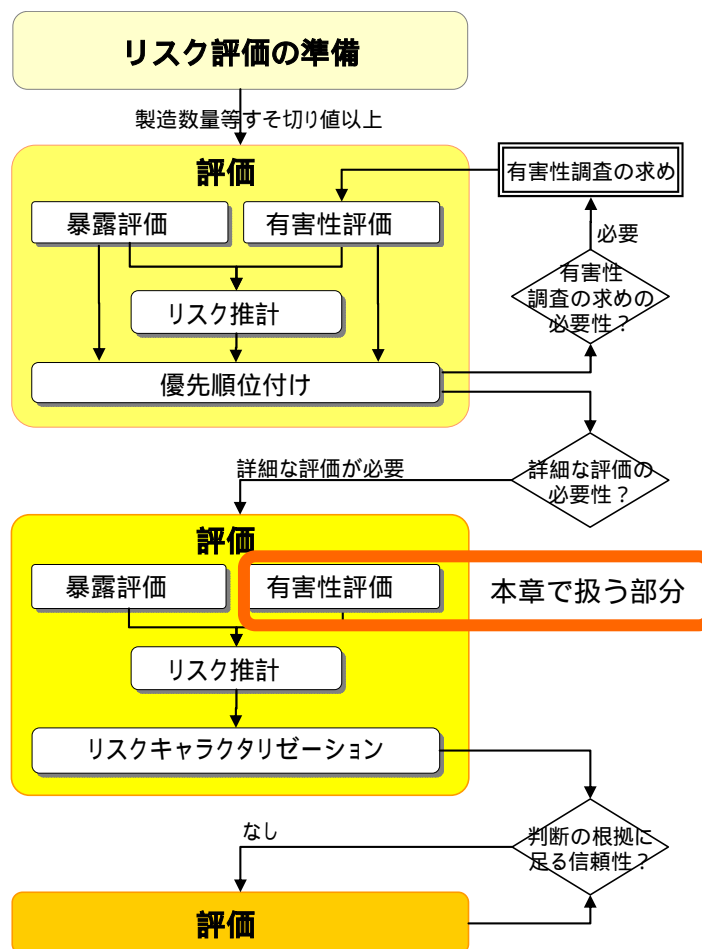 リスク評価の準備
製造数量等すそ切り値以上
評価
暴露評価
有害性評価
リスク推計
優先順位付け
有害性調査の求め
必要
有害性
調査の求めの
必要性？
詳細な評価の
必要性？
詳細な評価が必要
評価
暴露評価
有害性評価
本章で扱う部分
リスク推計
リスクキャラクタリゼーション
判断の根拠に
足る信頼性？
なし
評価